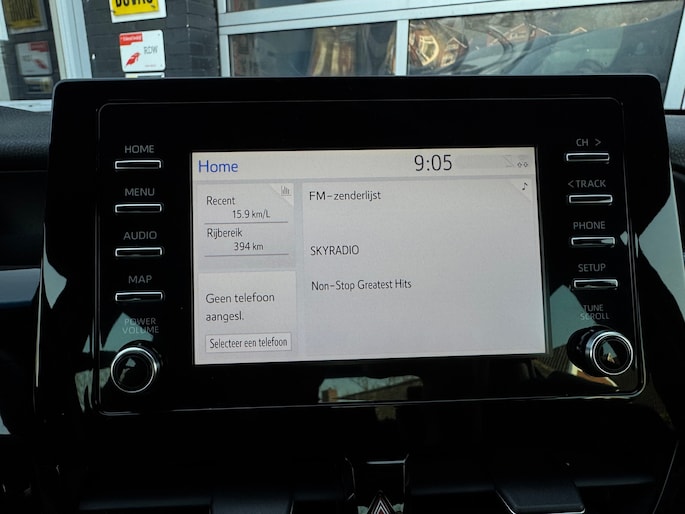 RDW
HOME
MENU
AUDIO
MAP
POWER
VOLUME
Home
9:05
Recent
15.9 km/L
Rijbereik
394 km
Geen telefoon
aangesl.
Selecteer een telefoon
FM-zenderlijst
SKYRADIO
Non-Stop Greatest Hits
CH >
< TRACK
PHONE
SETUP
TUNE
SCROLL